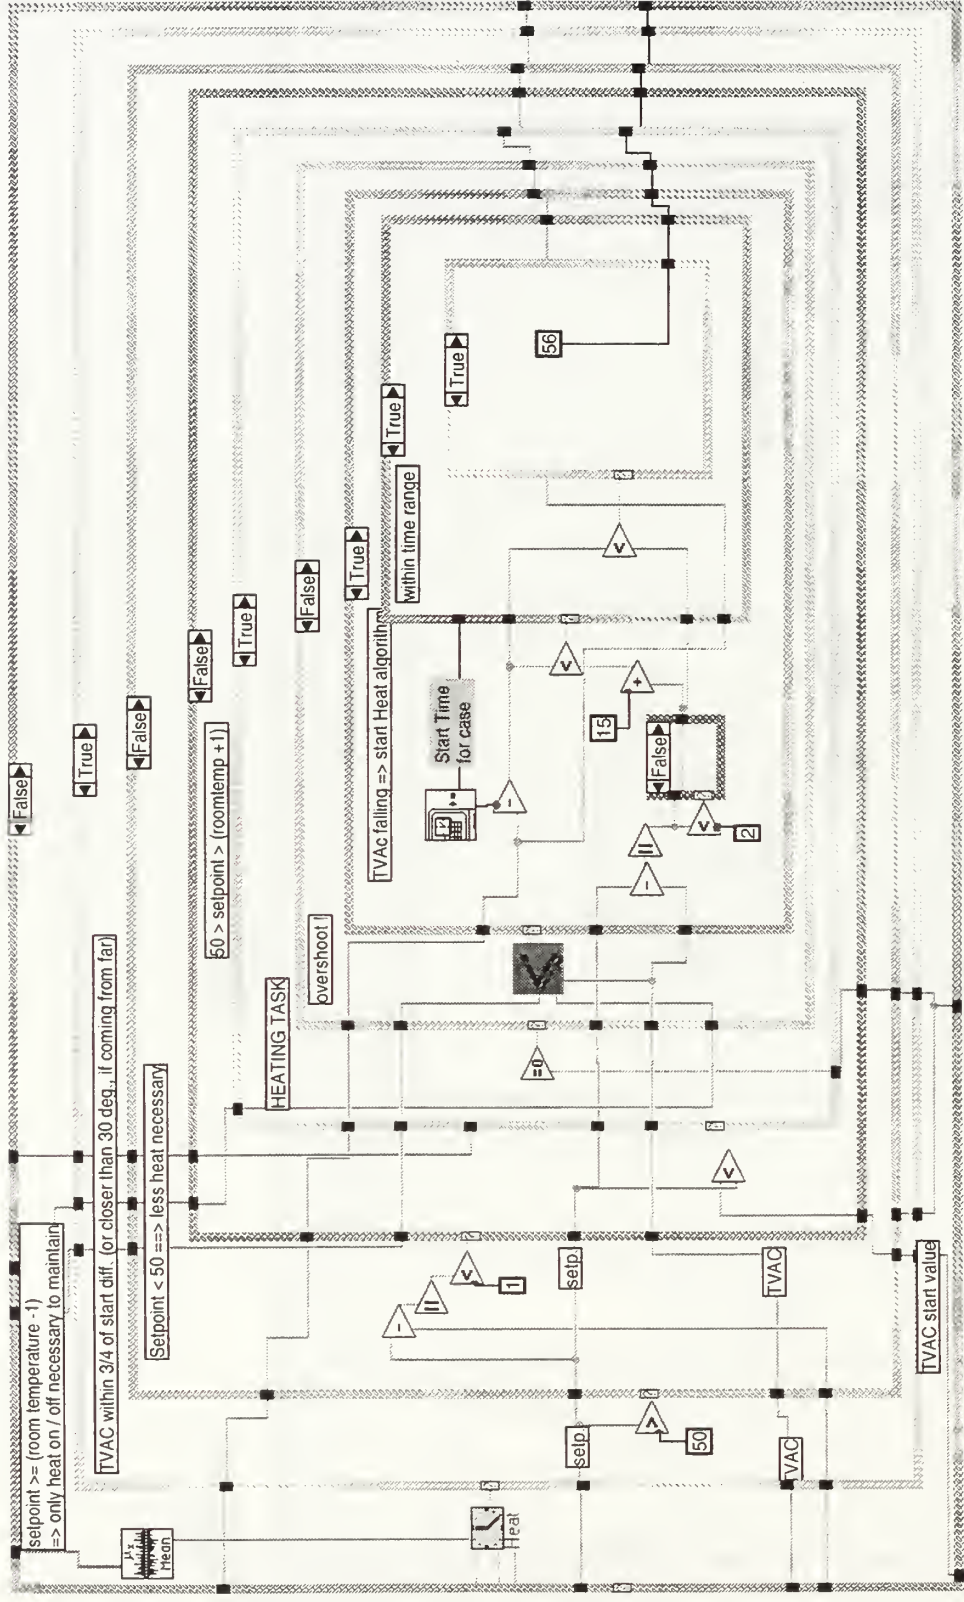 False
True
False
False
True
False
True
True
True
setpoint >= (room temperature -1)
=> only heat on / off necessary to maintain
TVAC within 3/4 of start diff. (or closer than 30 deg., if coming from far)
Setpoint < 50 ==> less heat necessary
50 > setpoint > (roomtemp +1)
HEATING TASK
overshoot !
TVAc falling => start Heat algorithm
within time range
Start Time
for case
56
15
False
2
=0
1
setp.
TVAC
setp.
50
TVAC
TVAC start value
Mean
Heat